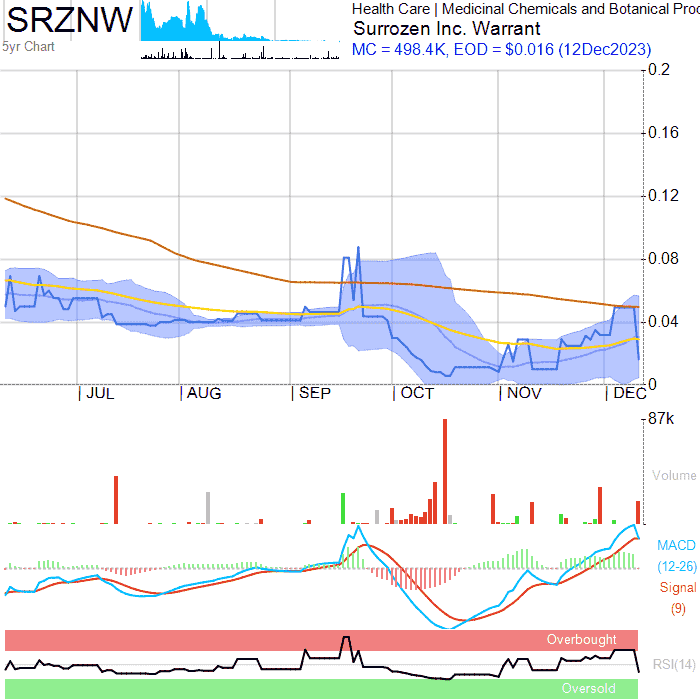 SRZNW
5yr Chart
Health Care | Medicinal Chemicals and Botanical Proc
Surrozen Inc. Warrant
MC = 498.4K, EOD = $0.016 (12Dec2023)
0.2
0.16
0.12
0.08
0.04
0
JUL AUG SEP OCT NOV DEC
87k
Volume
MACD
(12-26)
Signal
(9)
Overbought
RSI(14)
Oversold